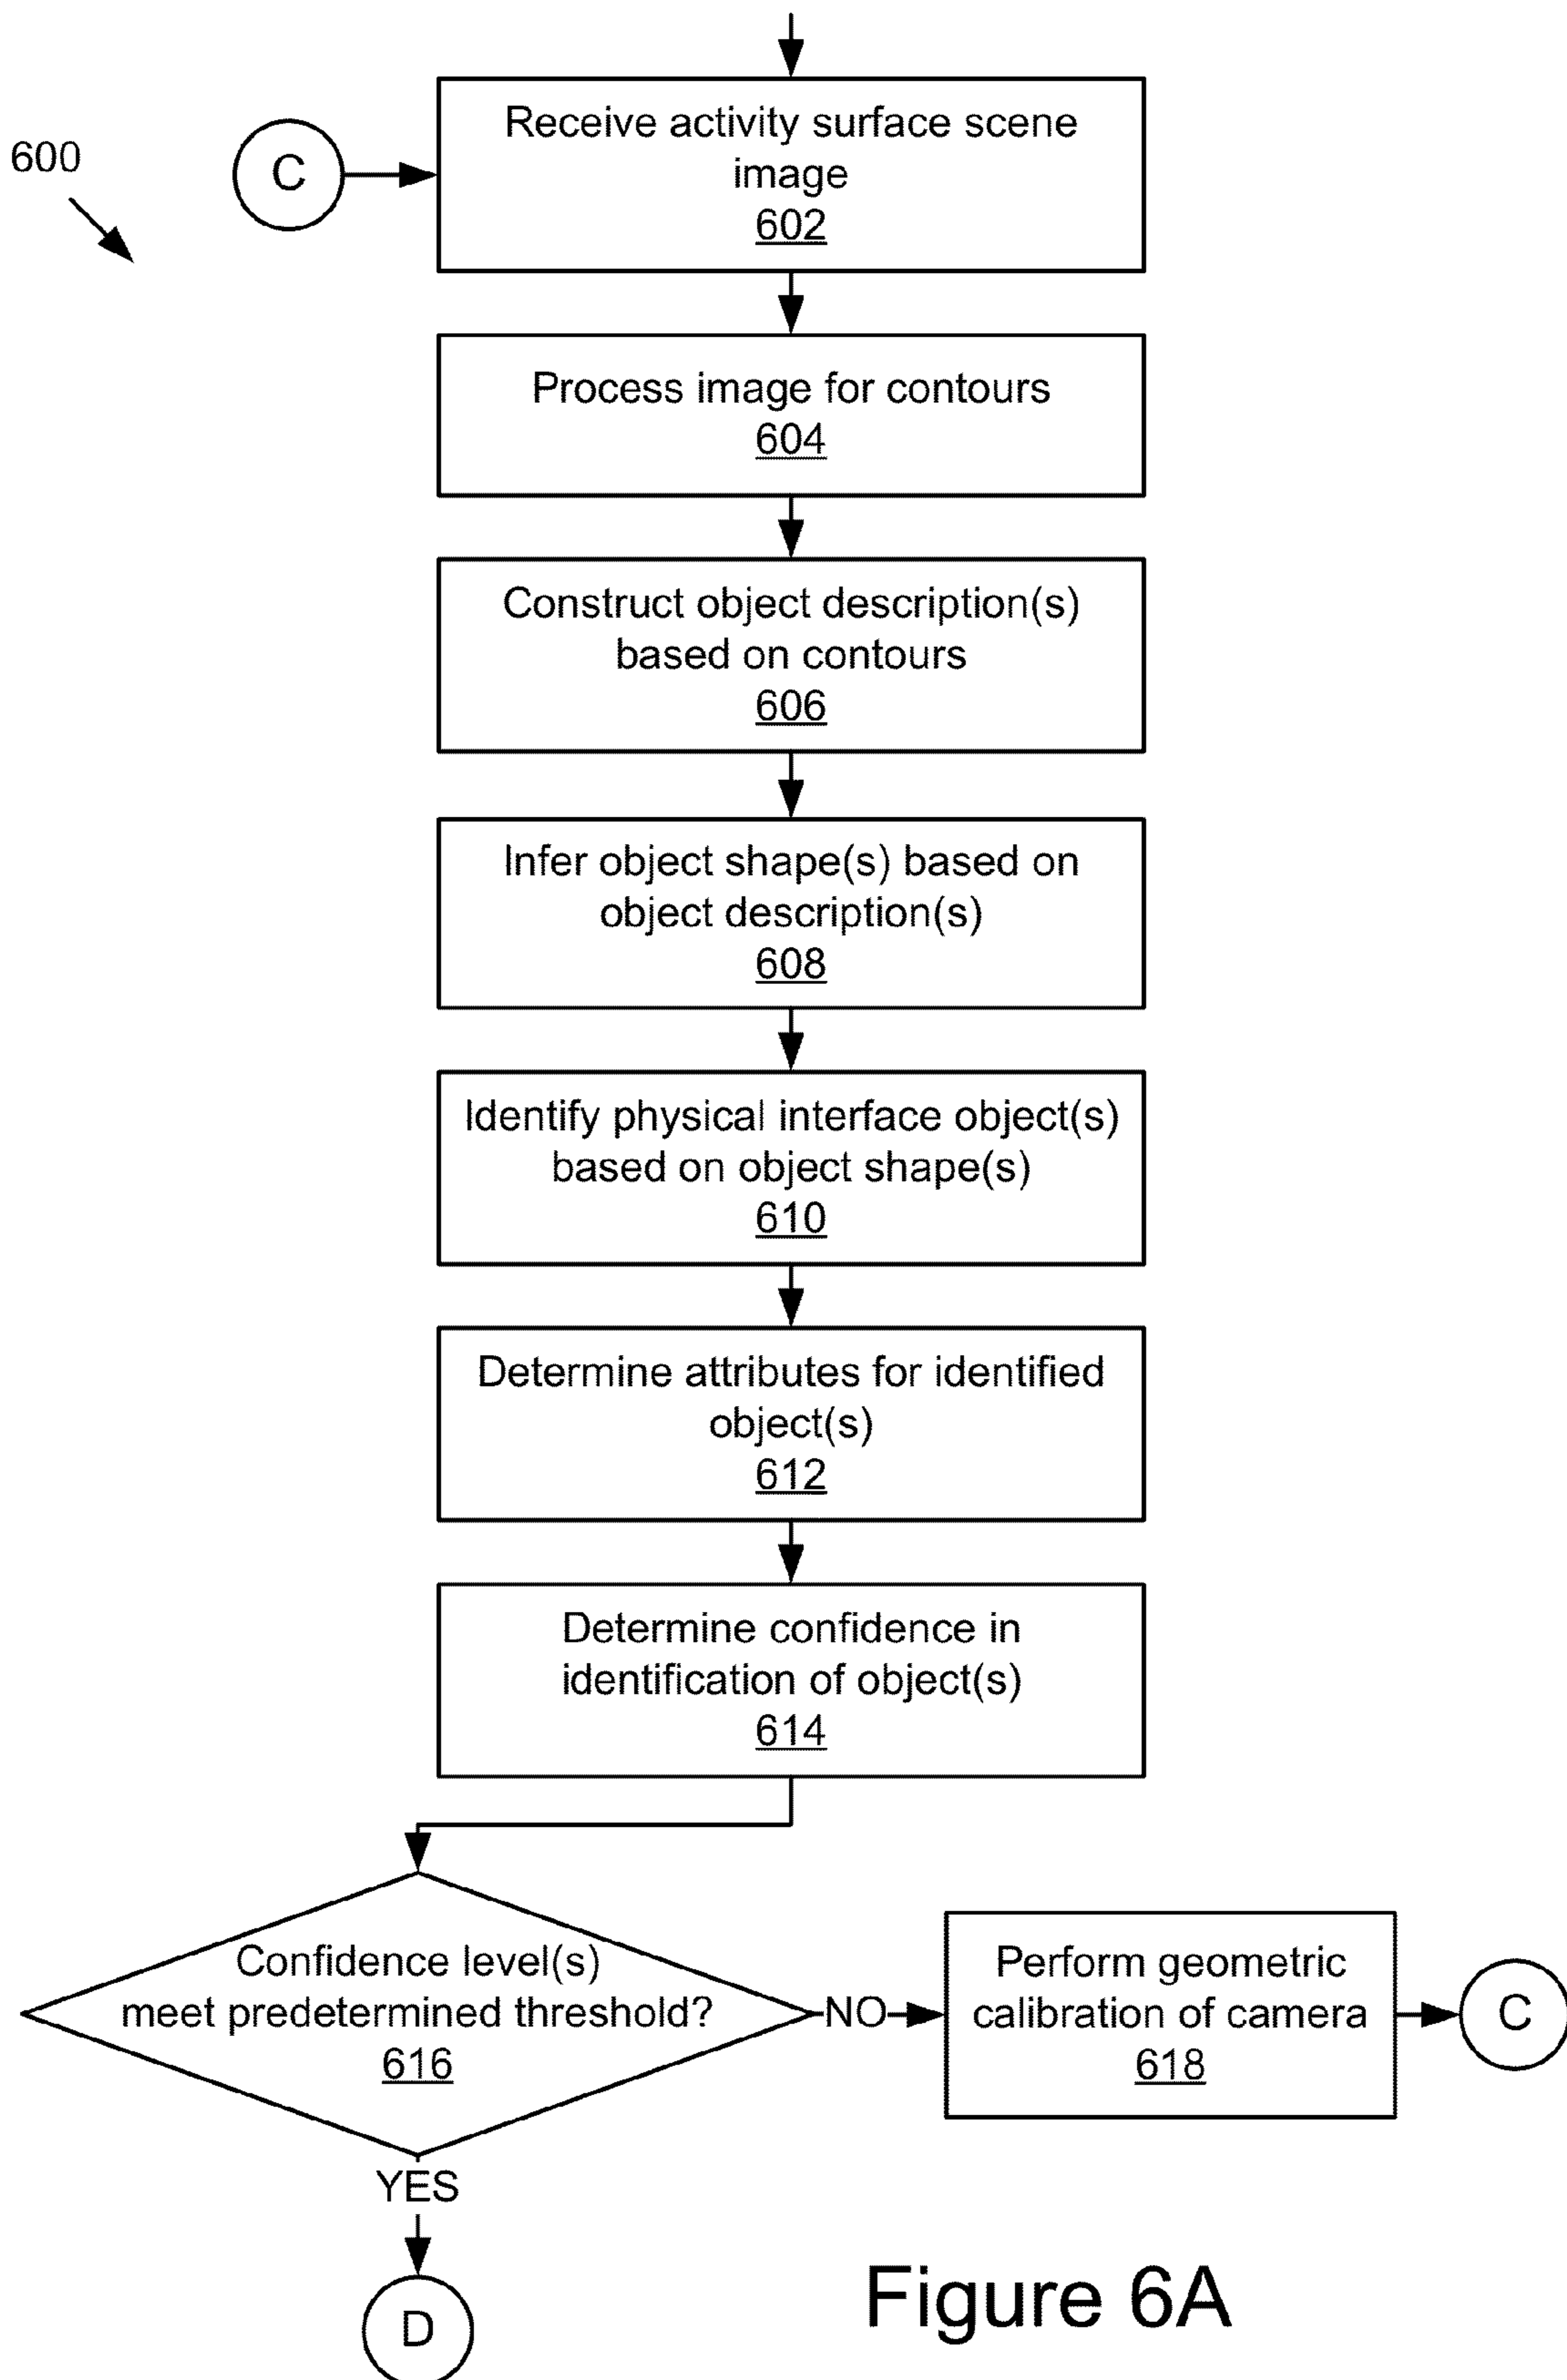 Receive activity surface scene
image
602
600
C
Process image for contours
604
Construct object description(s)
based on contours
606
Infer object shape(s) based on
object description(s)
608
Identify physical interface object(s)
based on object shape(s)
610
Determine attributes for identified
object(s)
612
Determine confidence in
identification of object(s)
614
Confidence level(s)
meet predetermined threshold?
616
NO
Perform geometric
calibration of camera
618
C
YES
D
Figure 6A